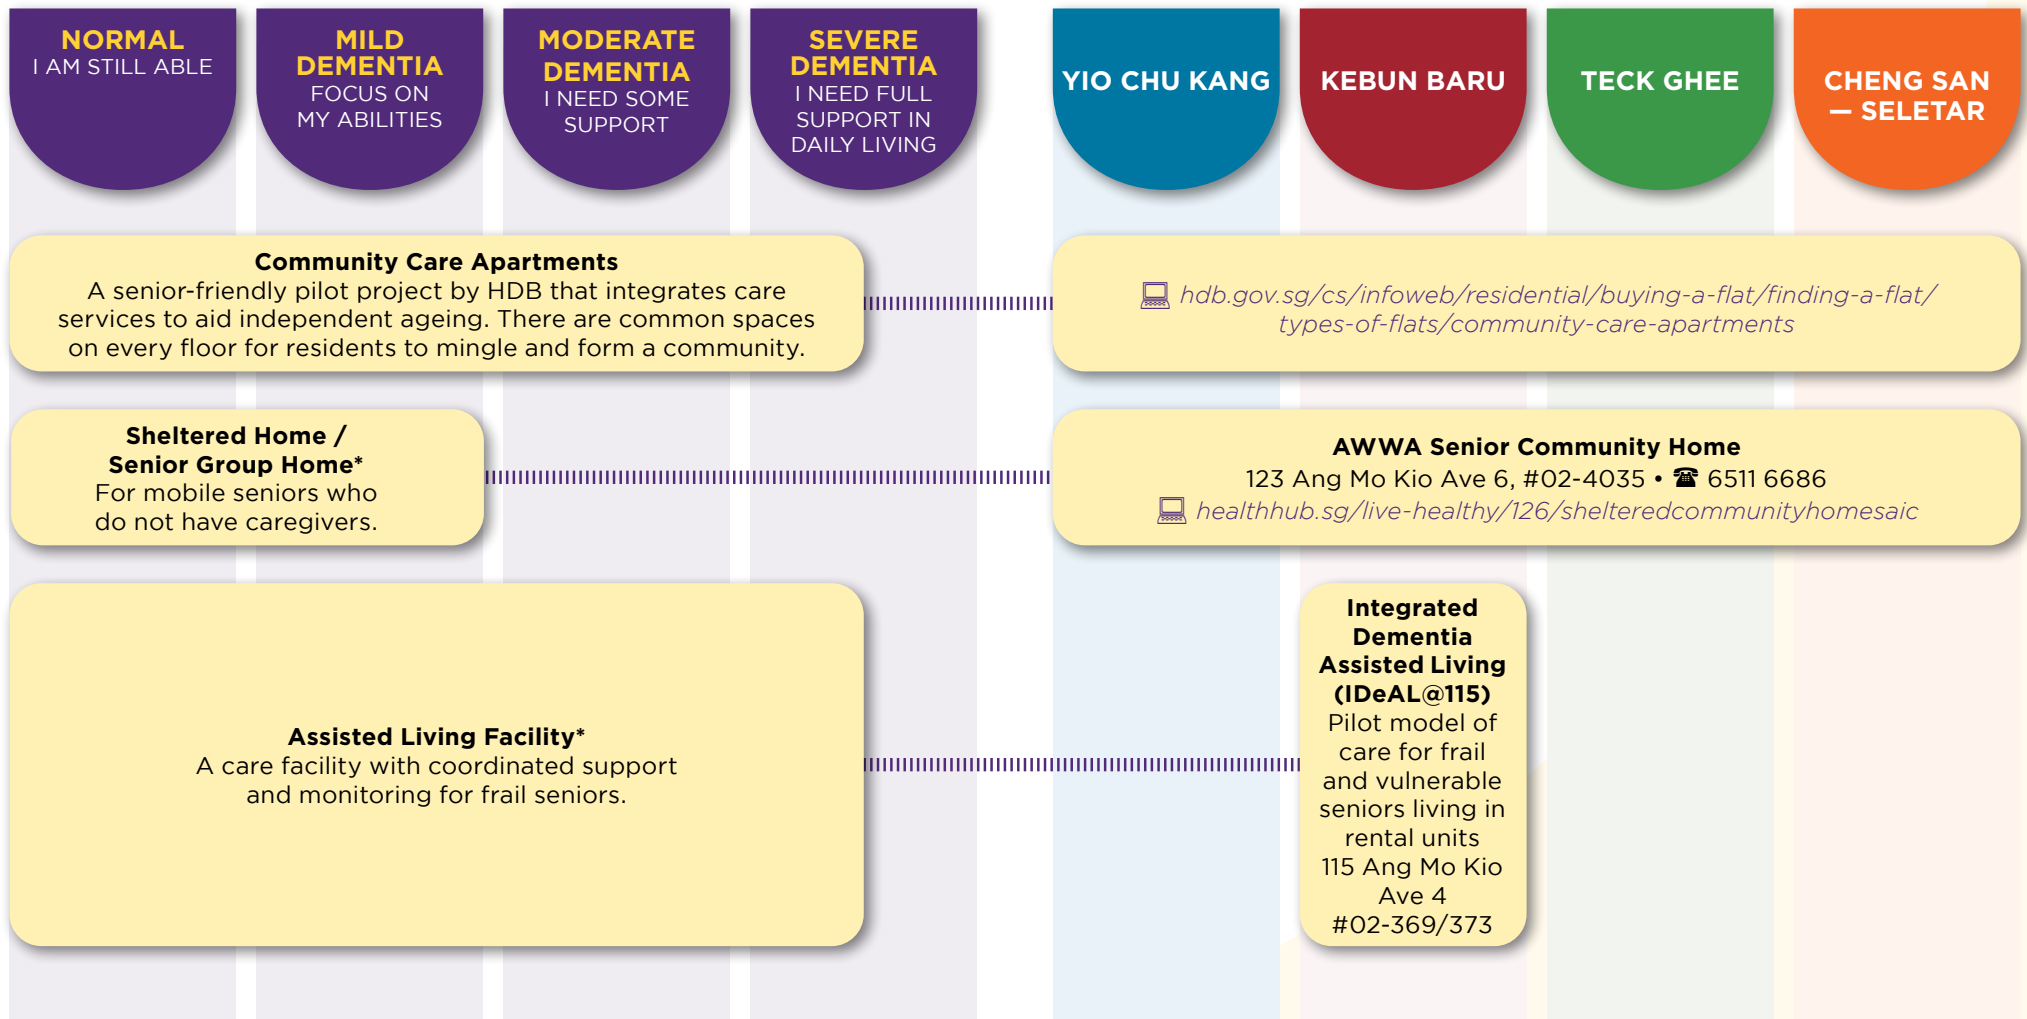 NORMAL
I AM STILL ABLE
MILD
DEMENTIA
FOCUS ON
MY ABILITIES
MODERATE
DEMENTIA
I NEED SOME
SUPPORT
SEVERE
DEMENTIA
I NEED FULL
SUPPORT IN
DAILY LIVING
YIO CHU KANG
KEBUN BARU
TECK GHEE
CHENG SAN
— SELETAR
Community Care Apartments
A senior-friendly pilot project by HDB that integrates care
services to aid independent ageing. There are common spaces
on every floor for residents to mingle and form a community.
hdb.gov.sg/cs/infoweb/residential/buying-a-flat/finding-a-flat/
types-of-flats/community-care-apartments
Sheltered Home /
Senior Group Home*
For mobile seniors who
do not have caregivers.
AWWA Senior Community Home
123 Ang Mo Kio Ave 6, #02-4035 • ☎ 6511 6686
healthhub.sg/live-healthy/126/shelteredcommunityhomesaic
Assisted Living Facility*
A care facility with coordinated support
and monitoring for frail seniors.
Integrated
Dementia
Assisted Living
(IDeAL@115)
Pilot model of
care for frail
and vulnerable
seniors living in
rental units
115 Ang Mo Kio
Ave 4
#02-369/373